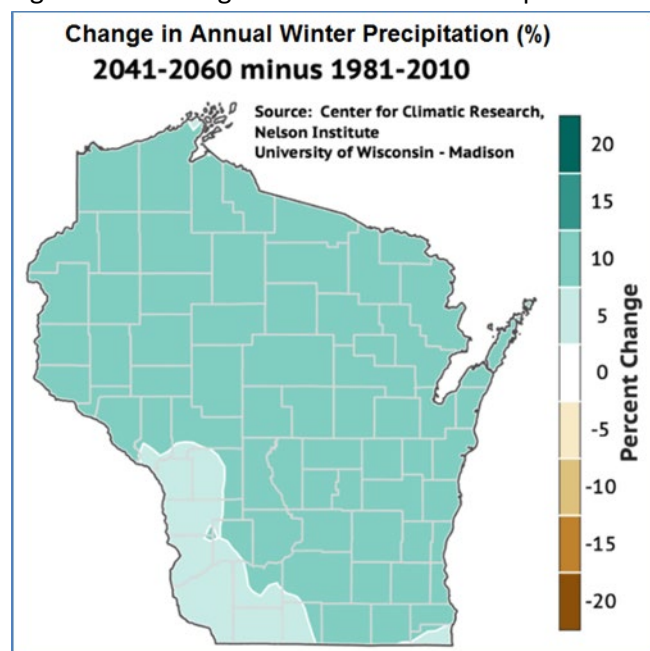 Change in Annual Winter Precipitation (%)
2041-2060 minus 1981-2010
Source: Center for Climatic Research,
Nelson Institute
University of Wisconsin - Madison
20
15
10
5
0
-5
-10
-15
-20
Percent Change